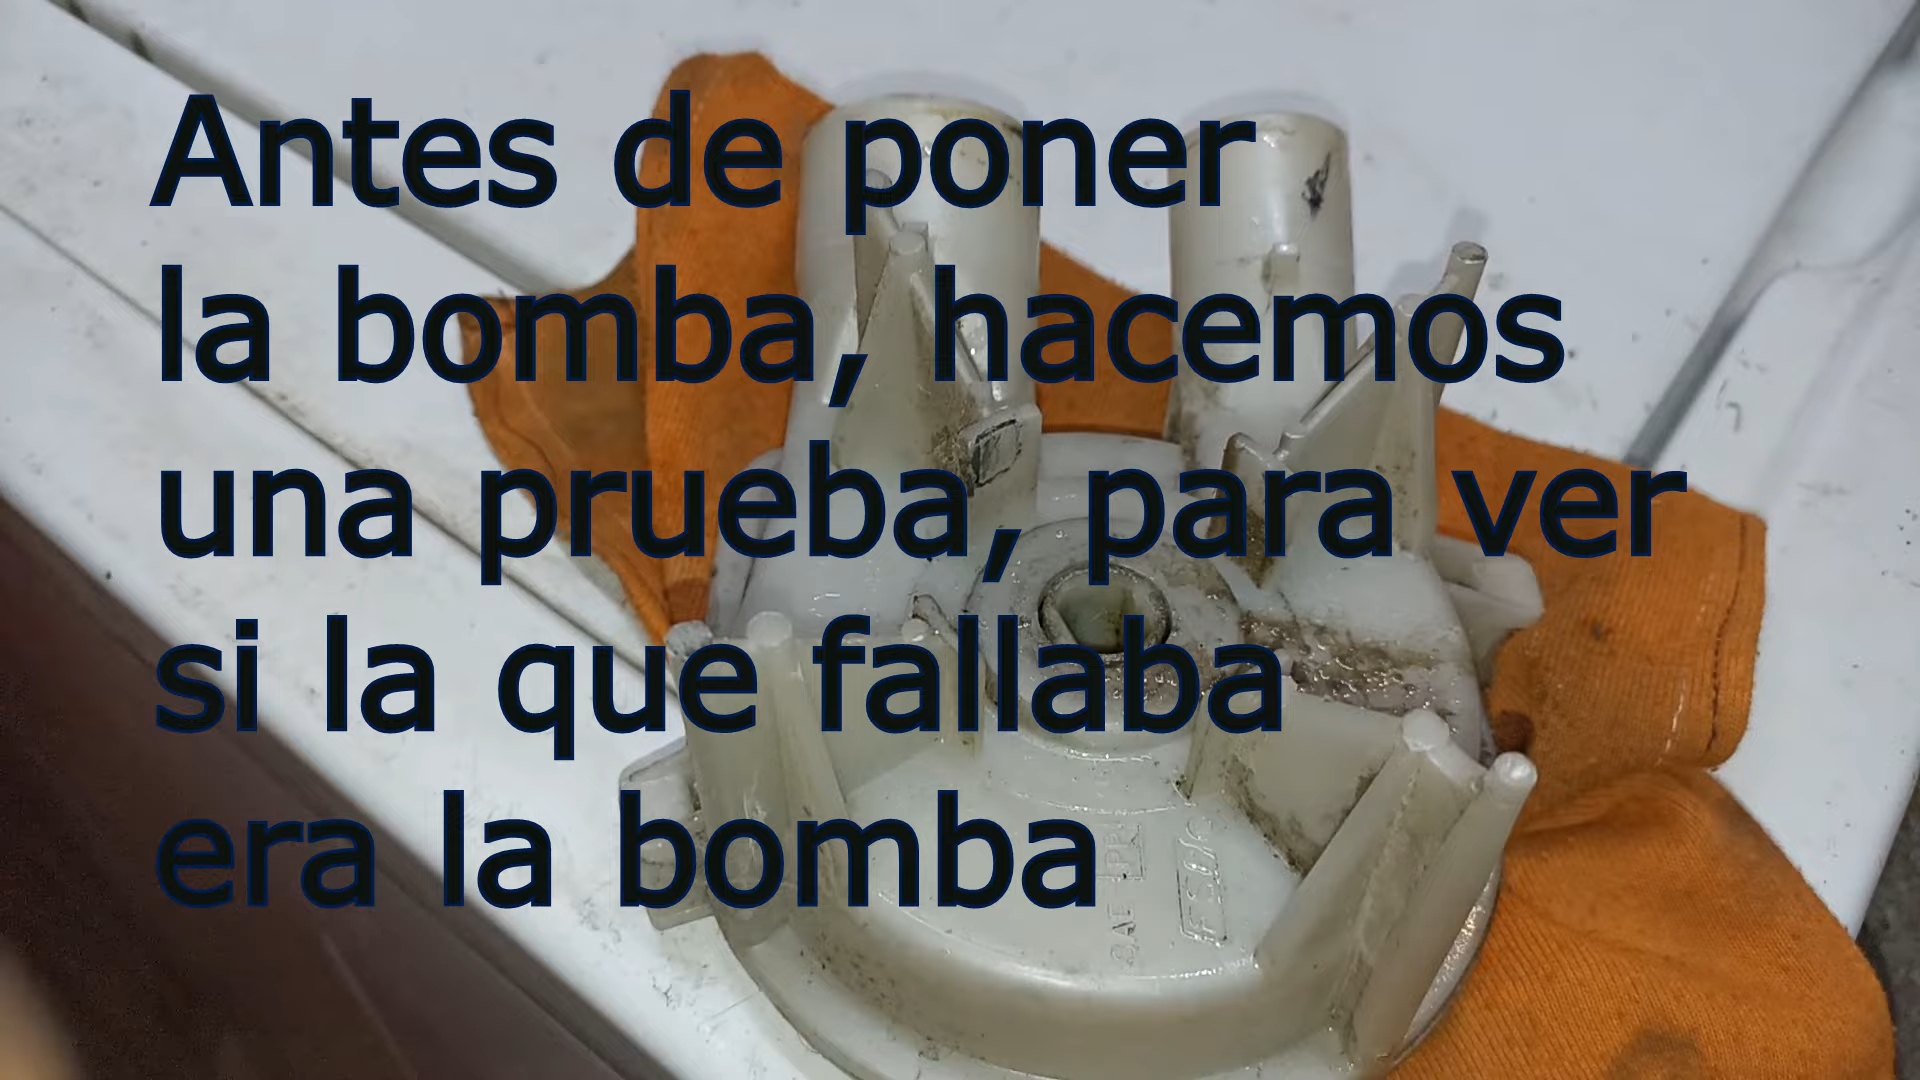 Antes de poner
la bomba, hacemos
una prueba, para ver
si la que fallaba
era la bomba